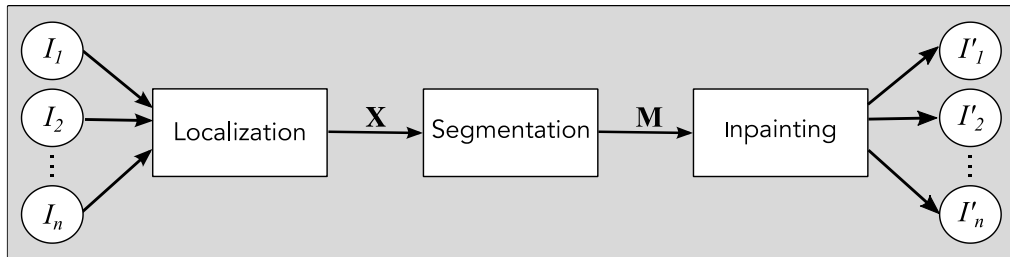 I₁
I₂
Iₙ
Localization
X
Segmentation
M
Inpainting
I'₁
I'₂
I'ₙ